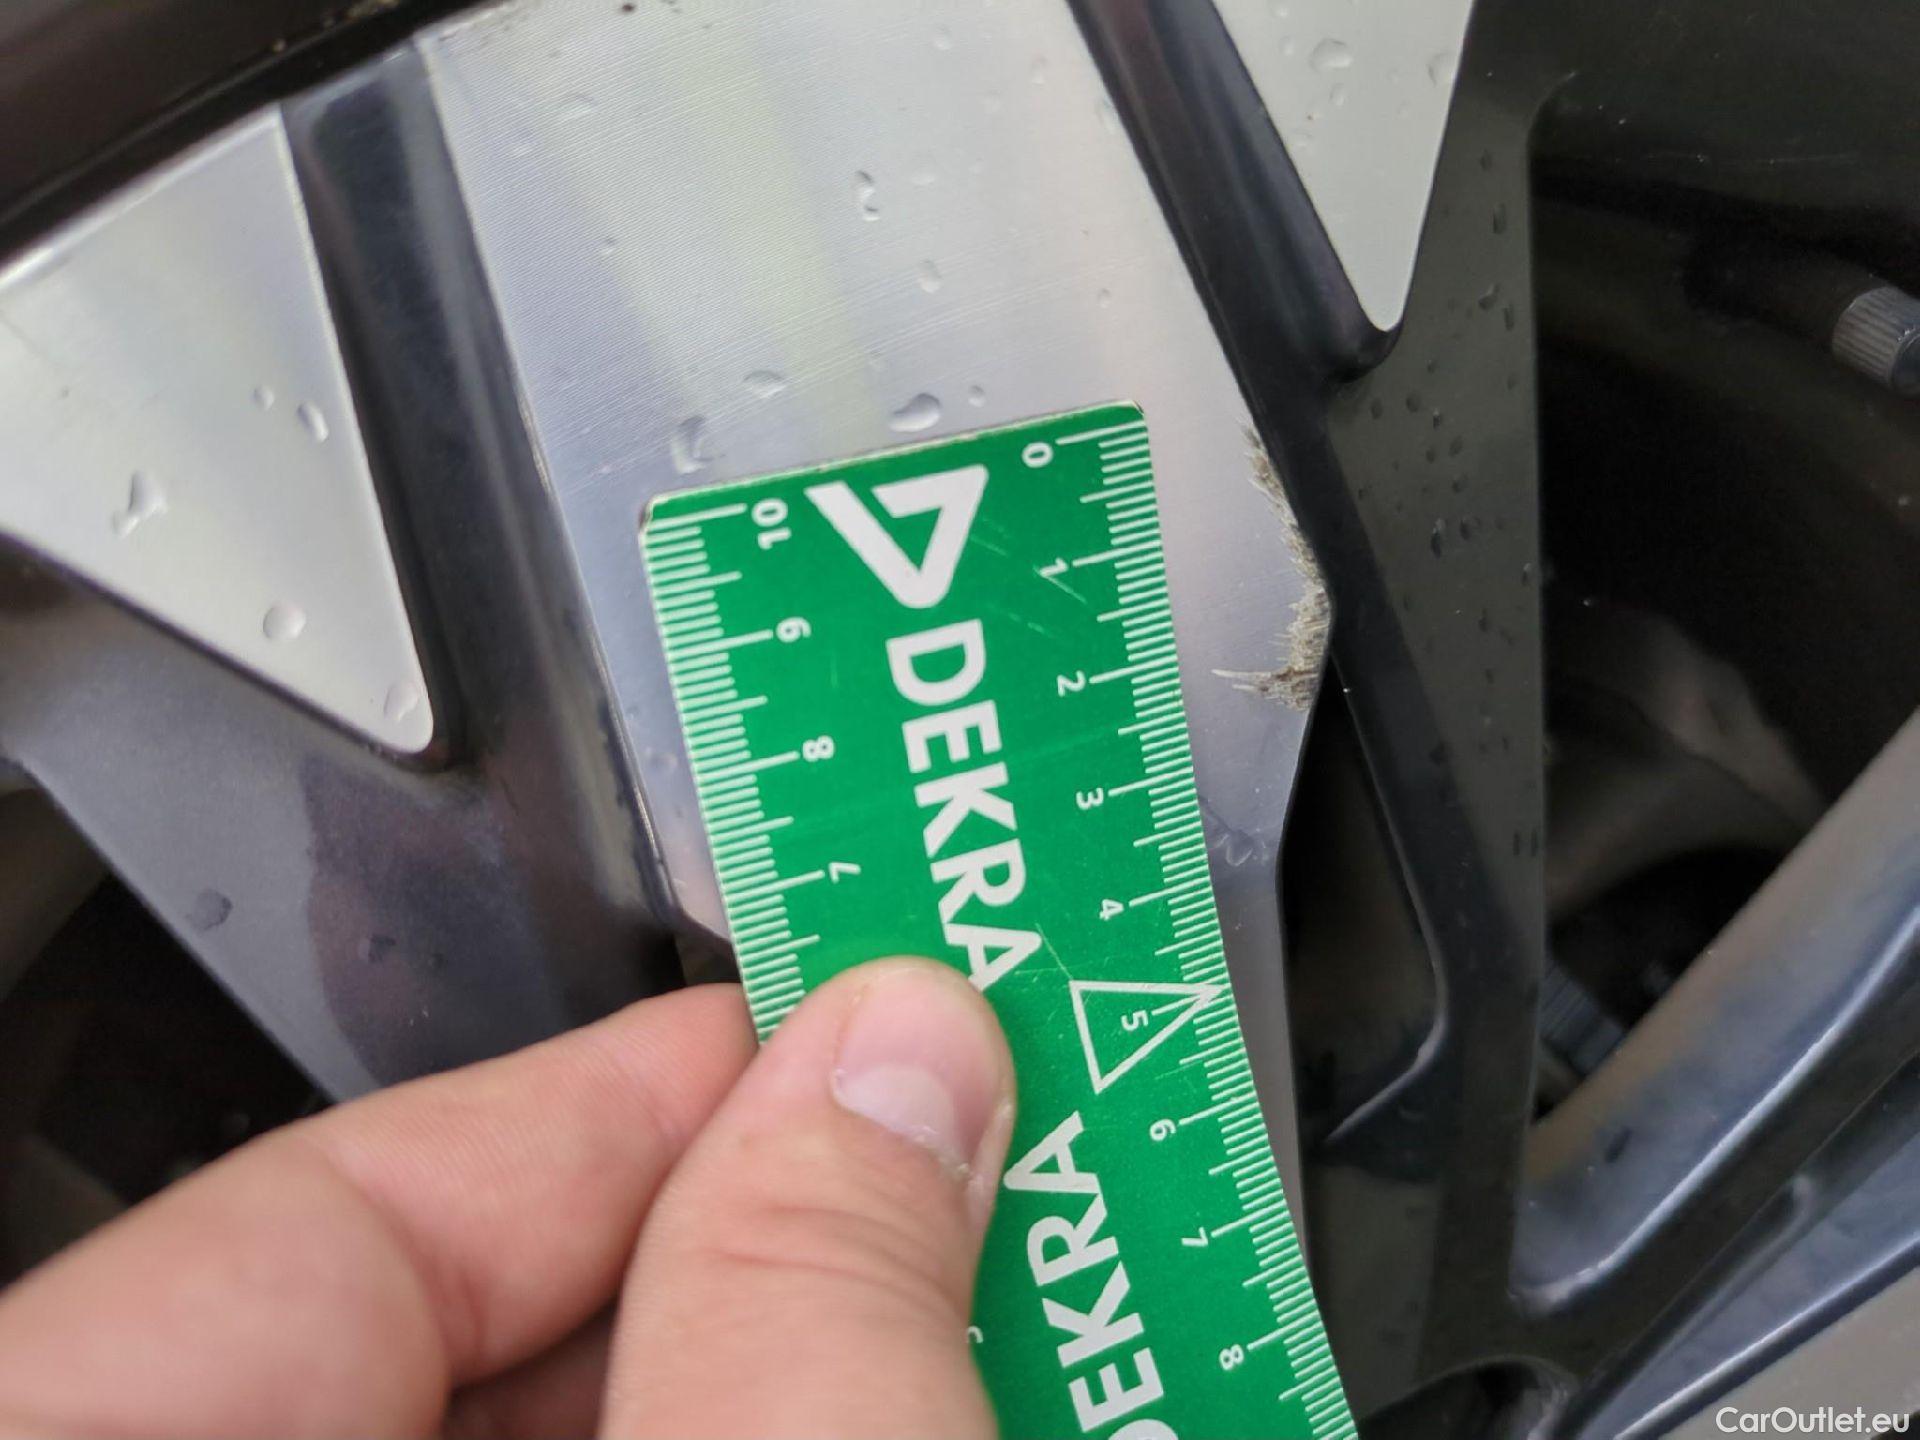 0 1 2 3 4 5 6 7 8
DEKRA DEKRA
10 9 8 7
CarOutlet.eu